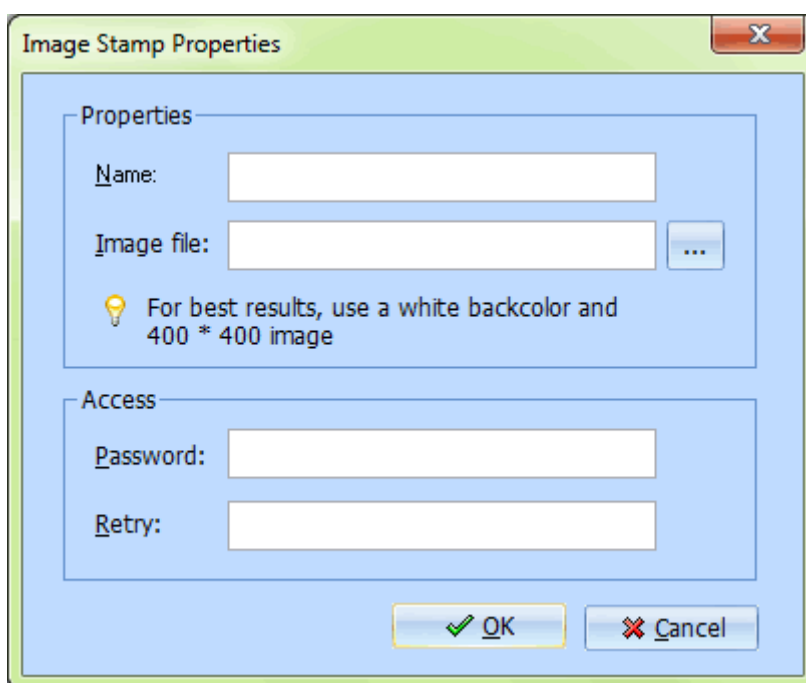 Image Stamp Properties
Properties
Name:
Image file:
...
For best results, use a white backcolor and
400 * 400 image
Access
Password:
Retry:
OK
Cancel